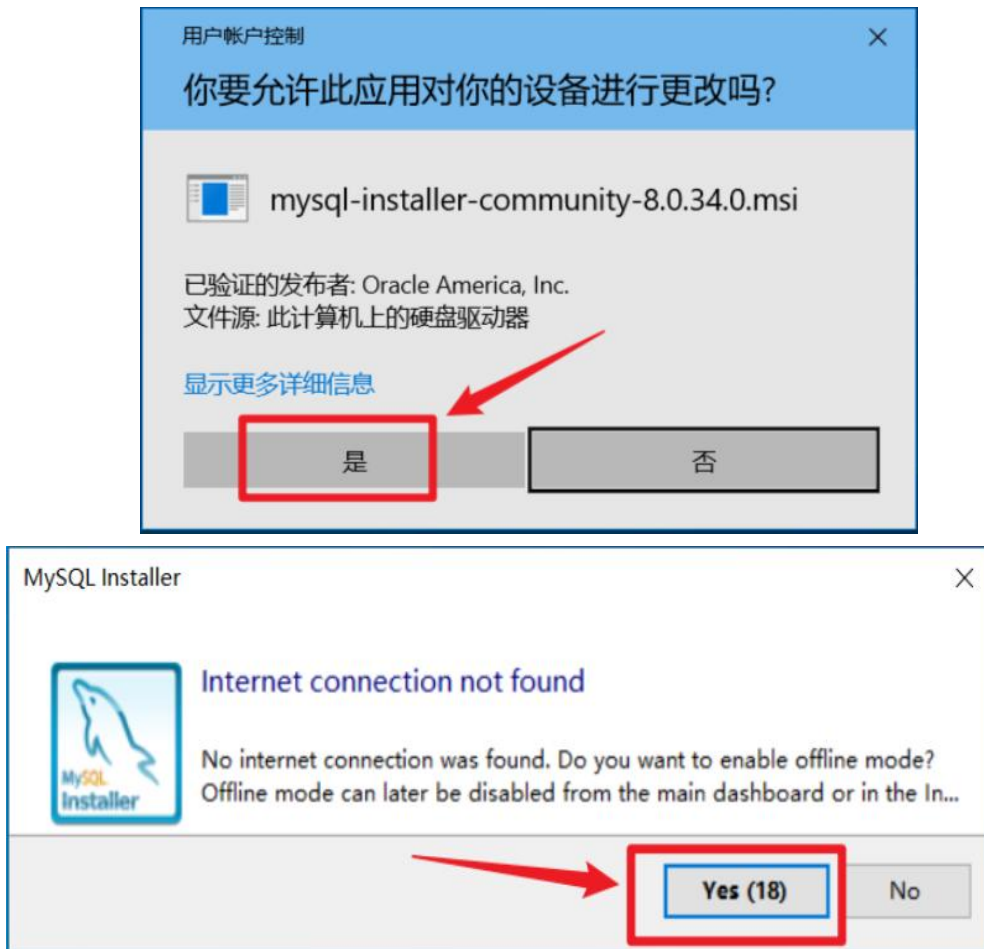 用户帐户控制
你要允许此应用对你的设备进行更改吗?
mysql-installer-community-8.0.34.0.msi
已验证的发布者: Oracle America, Inc.
文件源: 此计算机上的硬盘驱动器
显示更多详细信息
是
否
MySQL Installer
Internet connection not found
No internet connection was found. Do you want to enable offline mode?
Offline mode can later be disabled from the main dashboard or in the In...
MySQL
Installer
Yes (18)
No